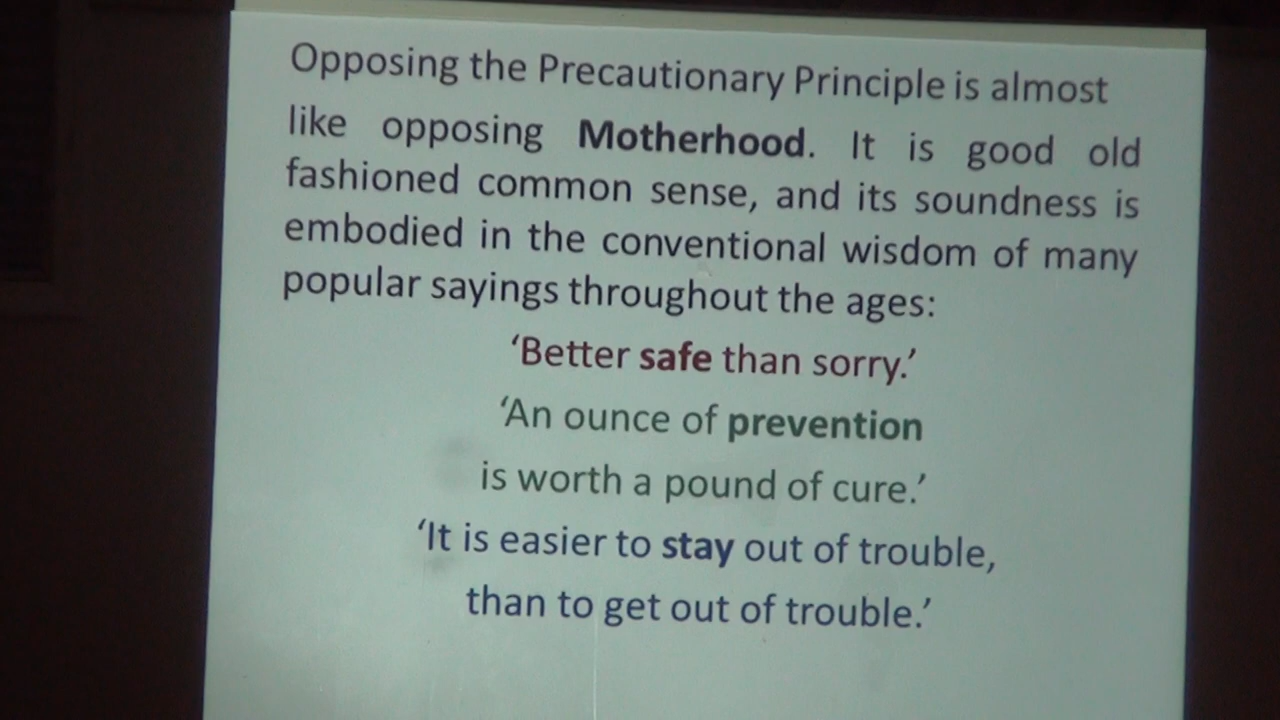 Opposing the Precautionary Principle is almost
like opposing Motherhood. It is good old
fashioned common sense, and its soundness is
embodied in the conventional wisdom of many
popular sayings throughout the ages:
‘Better safe than sorry.’
‘An ounce of prevention
is worth a pound of cure.’
‘It is easier to stay out of trouble,
than to get out of trouble.’